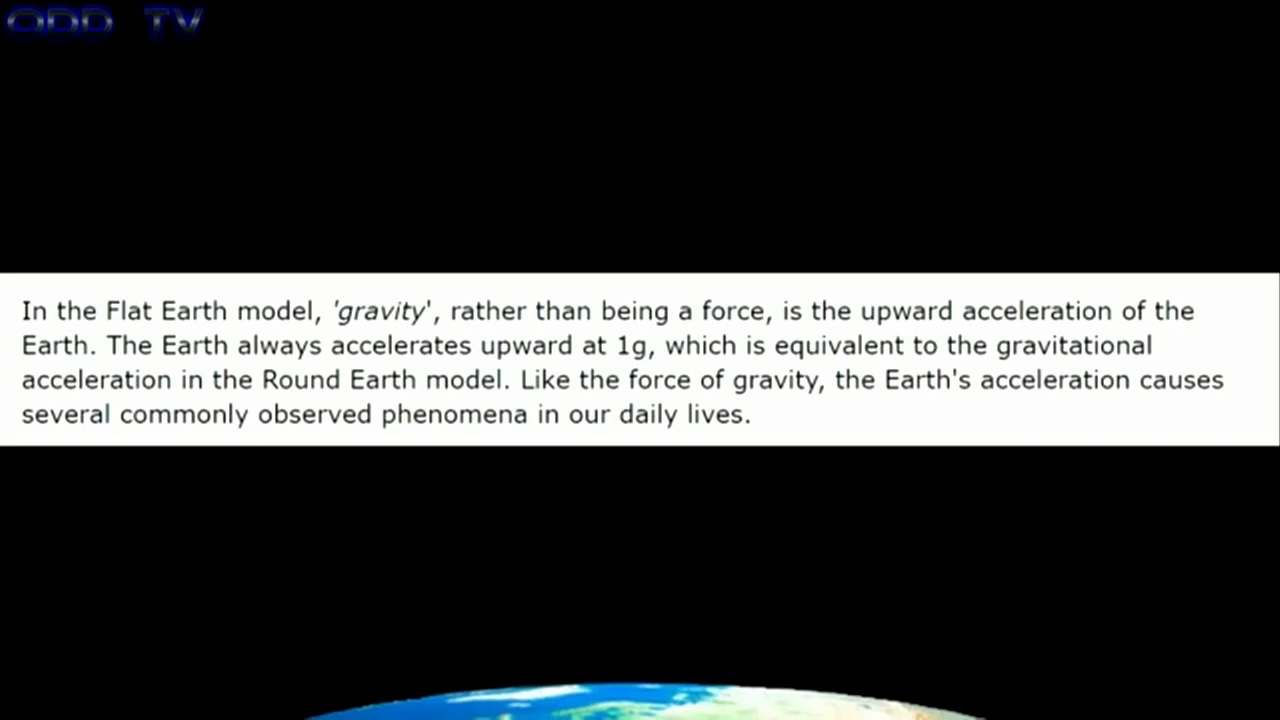 ODD TV
In the Flat Earth model, 'gravity', rather than being a force, is the upward acceleration of the
Earth. The Earth always accelerates upward at 1g, which is equivalent to the gravitational
acceleration in the Round Earth model. Like the force of gravity, the Earth's acceleration causes
several commonly observed phenomena in our daily lives.